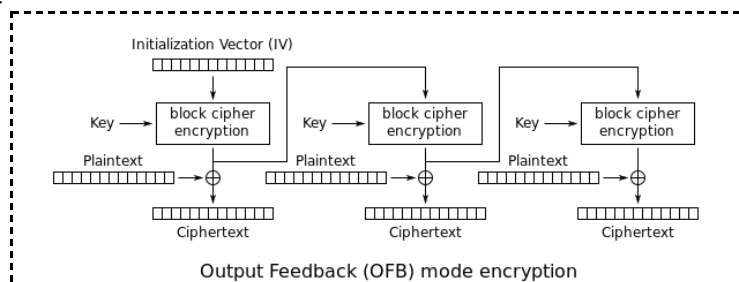 Initialization Vector (IV)
Key
block cipher
encryption
Key
block cipher
encryption
Key
block cipher
encryption
Plaintext
Plaintext
Plaintext
Ciphertext
Ciphertext
Ciphertext
Output Feedback (OFB) mode encryption